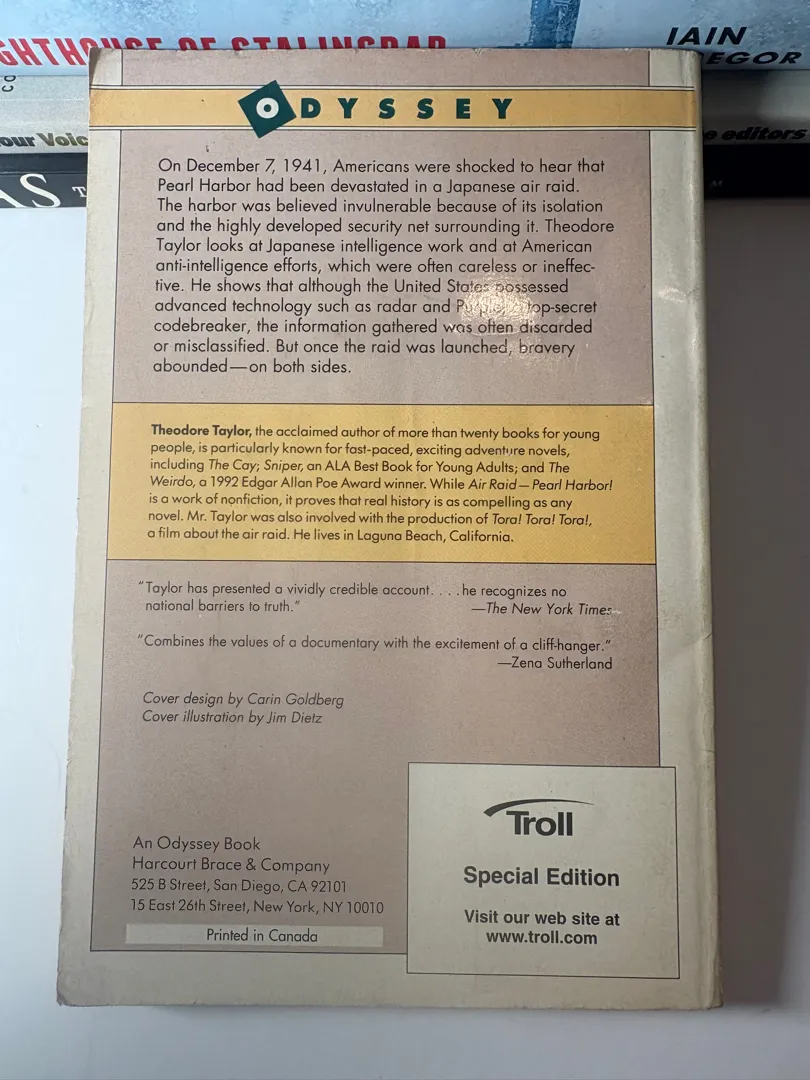 GHTHOUSE OF STALINGRAD
IAIN
EGOR
our Voic
e editors
AS T
M
ODYSSEY
On December 7, 1941, Americans were shocked to hear that
Pearl Harbor had been devastated in a Japanese air raid.
The harbor was believed invulnerable because of its isolation
and the highly developed security net surrounding it. Theodore
Taylor looks at Japanese intelligence work and at American
anti-intelligence efforts, which were often careless or ineffec-
tive. He shows that although the United States possessed
advanced technology such as radar and Purple, a top-secret
codebreaker, the information gathered was often discarded
or misclassified. But once the raid was launched, bravery
abounded—on both sides.
Theodore Taylor, the acclaimed author of more than twenty books for young
people, is particularly known for fast-paced, exciting adventure novels,
including The Cay; Sniper, an ALA Best Book for Young Adults; and The
Weirdo, a 1992 Edgar Allan Poe Award winner. While Air Raid—Pearl Harbor!
is a work of nonfiction, it proves that real history is as compelling as any
novel. Mr. Taylor was also involved with the production of Tora! Tora! Tora!,
a film about the air raid. He lives in Laguna Beach, California.
"Taylor has presented a vividly credible account. . . . he recognizes no
national barriers to truth."
—The New York Times
"Combines the values of a documentary with the excitement of a cliff-hanger."
—Zena Sutherland
Cover design by Carin Goldberg
Cover illustration by Jim Dietz
An Odyssey Book
Harcourt Brace & Company
525 B Street, San Diego, CA 92101
15 East 26th Street, New York, NY 10010
Printed in Canada
Troll
Special Edition
Visit our web site at
www.troll.com